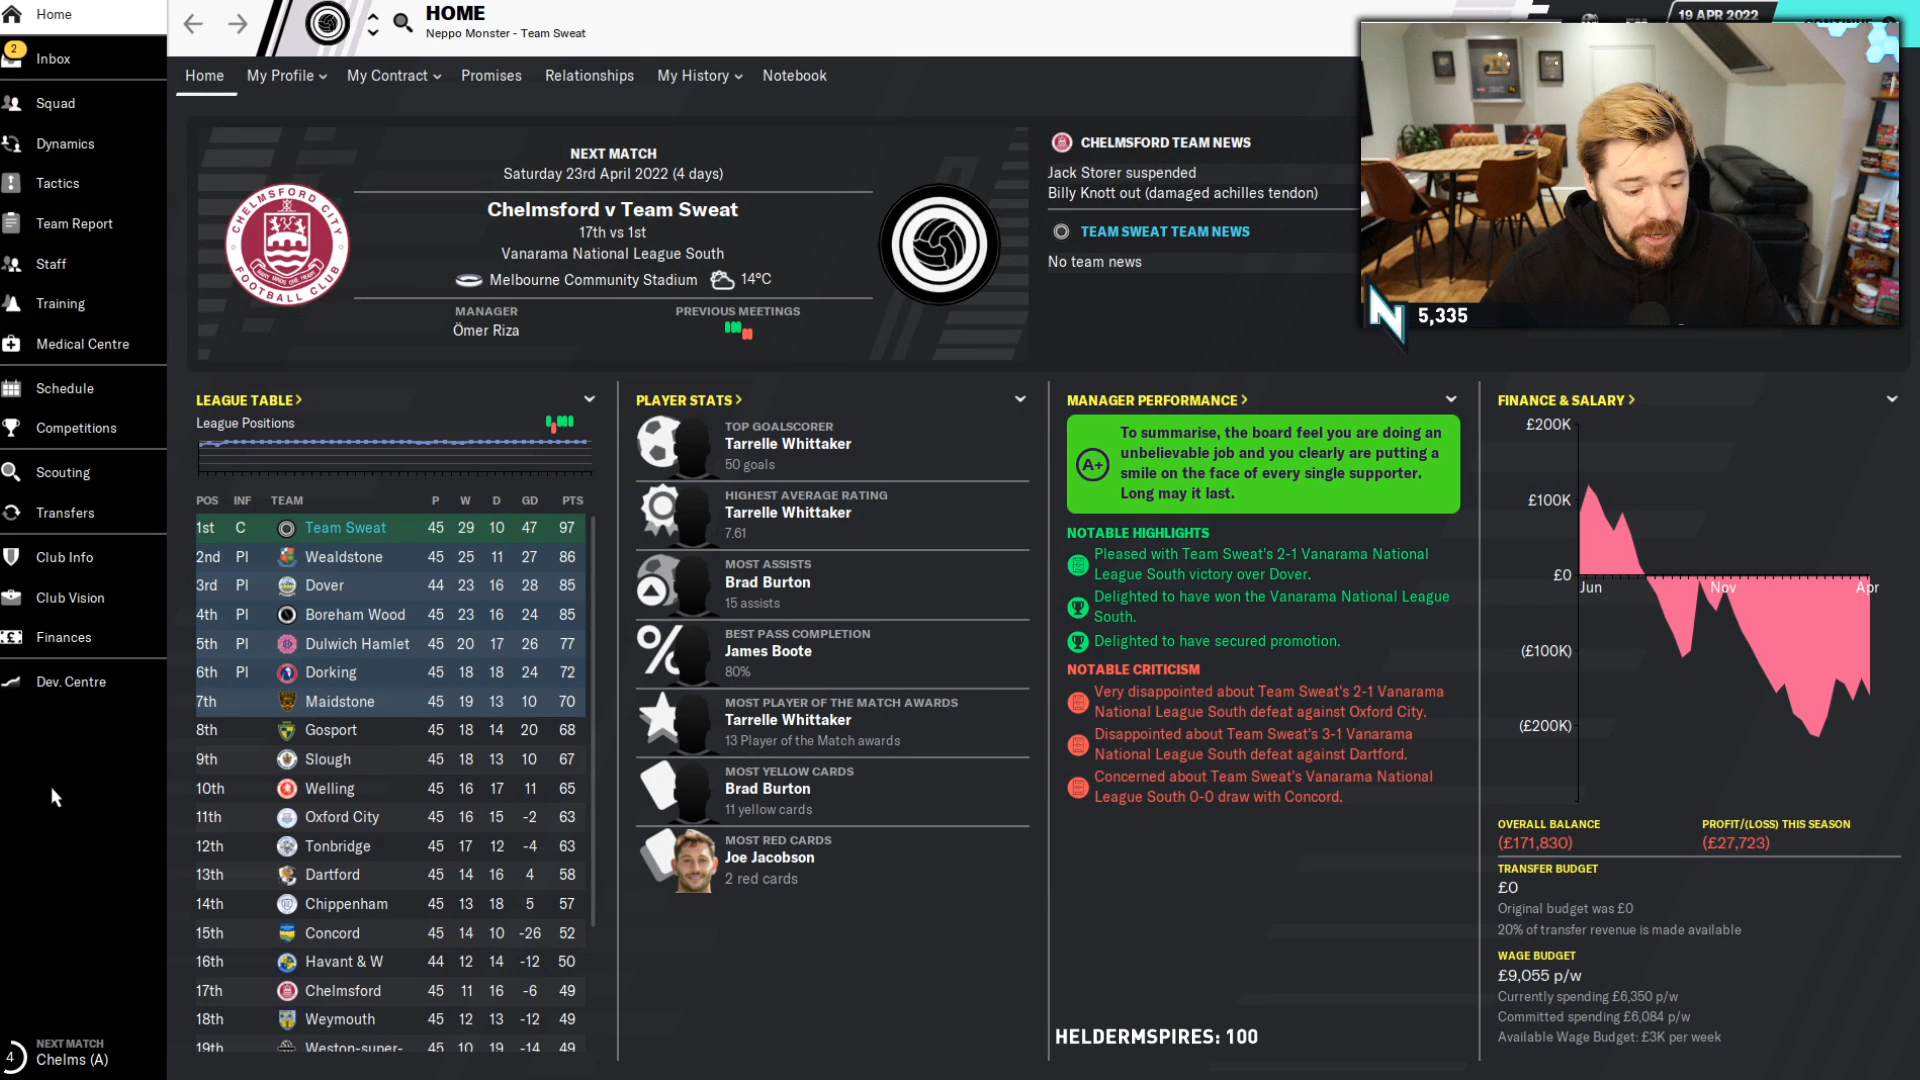 Home
2
Inbox
Squad
Dynamics
Tactics
Team Report
Staff
Training
Medical Centre
Schedule
Competitions
Scouting
Transfers
Club Info
Club Vision
Finances
Dev. Centre
4
NEXT MATCH
Chelms (A)
HOME
Neppo Monster - Team Sweat
19 APR 2022
Home
My Profile
My Contract
Promises
Relationships
My History
Notebook
CHELMSFORD CITY
FOOTBALL CLUB
NEXT MATCH
Saturday 23rd April 2022 (4 days)
Chelmsford v Team Sweat
17th vs 1st
Vanarama National League South
Melbourne Community Stadium
14°C
MANAGER
Ömer Riza
PREVIOUS MEETINGS
CHELMSFORD TEAM NEWS
Jack Storer suspended
Billy Knott out (damaged achilles tendon)
TEAM SWEAT TEAM NEWS
No team news
N 5,335
LEAGUE TABLE >
League Positions
POS INF TEAM P W D GD PTS
1st C Team Sweat 45 29 10 47 97
2nd Pl Wealdstone 45 25 11 27 86
3rd Pl Dover 44 23 16 28 85
4th Pl Boreham Wood 45 23 16 24 85
5th Pl Dulwich Hamlet 45 20 17 26 77
6th Pl Dorking 45 18 18 24 72
7th Maidstone 45 19 13 10 70
8th Gosport 45 18 14 20 68
9th Slough 45 18 13 10 67
10th Welling 45 16 17 11 65
11th Oxford City 45 16 15 -2 63
12th Tonbridge 45 17 12 -4 63
13th Dartford 45 14 16 4 58
14th Chippenham 45 13 18 5 57
15th Concord 45 14 10 -26 52
16th Havant & W 44 12 14 -12 50
17th Chelmsford 45 11 16 -6 49
18th Weymouth 45 12 13 -12 49
19th Weston-super- 45 10 19 -14 49
PLAYER STATS >
TOP GOALSCORER
Tarrelle Whittaker
50 goals
HIGHEST AVERAGE RATING
Tarrelle Whittaker
7.61
MOST ASSISTS
Brad Burton
15 assists
BEST PASS COMPLETION
James Boote
80%
MOST PLAYER OF THE MATCH AWARDS
Tarrelle Whittaker
13 Player of the Match awards
MOST YELLOW CARDS
Brad Burton
11 yellow cards
MOST RED CARDS
Joe Jacobson
2 red cards
MANAGER PERFORMANCE >
A+
To summarise, the board feel you are doing an
unbelievable job and you clearly are putting a
smile on the face of every single supporter.
Long may it last.
NOTABLE HIGHLIGHTS
Pleased with Team Sweat's 2-1 Vanarama National
League South victory over Dover.
Delighted to have won the Vanarama National League
South.
Delighted to have secured promotion.
NOTABLE CRITICISM
Very disappointed about Team Sweat's 2-1 Vanarama
National League South defeat against Oxford City.
Disappointed about Team Sweat's 3-1 Vanarama
National League South defeat against Dartford.
Concerned about Team Sweat's Vanarama National
League South 0-0 draw with Concord.
HELDERMSPIRES: 100
FINANCE & SALARY >
£200K
£100K
£0
(£100K)
(£200K)
Jun Nov Apr
OVERALL BALANCE
(£171,830)
PROFIT/(LOSS) THIS SEASON
(£27,723)
TRANSFER BUDGET
£0
Original budget was £0
20% of transfer revenue is made available
WAGE BUDGET
£9,055 p/w
Currently spending £6,350 p/w
Committed spending £6,084 p/w
Available Wage Budget: £3K per week